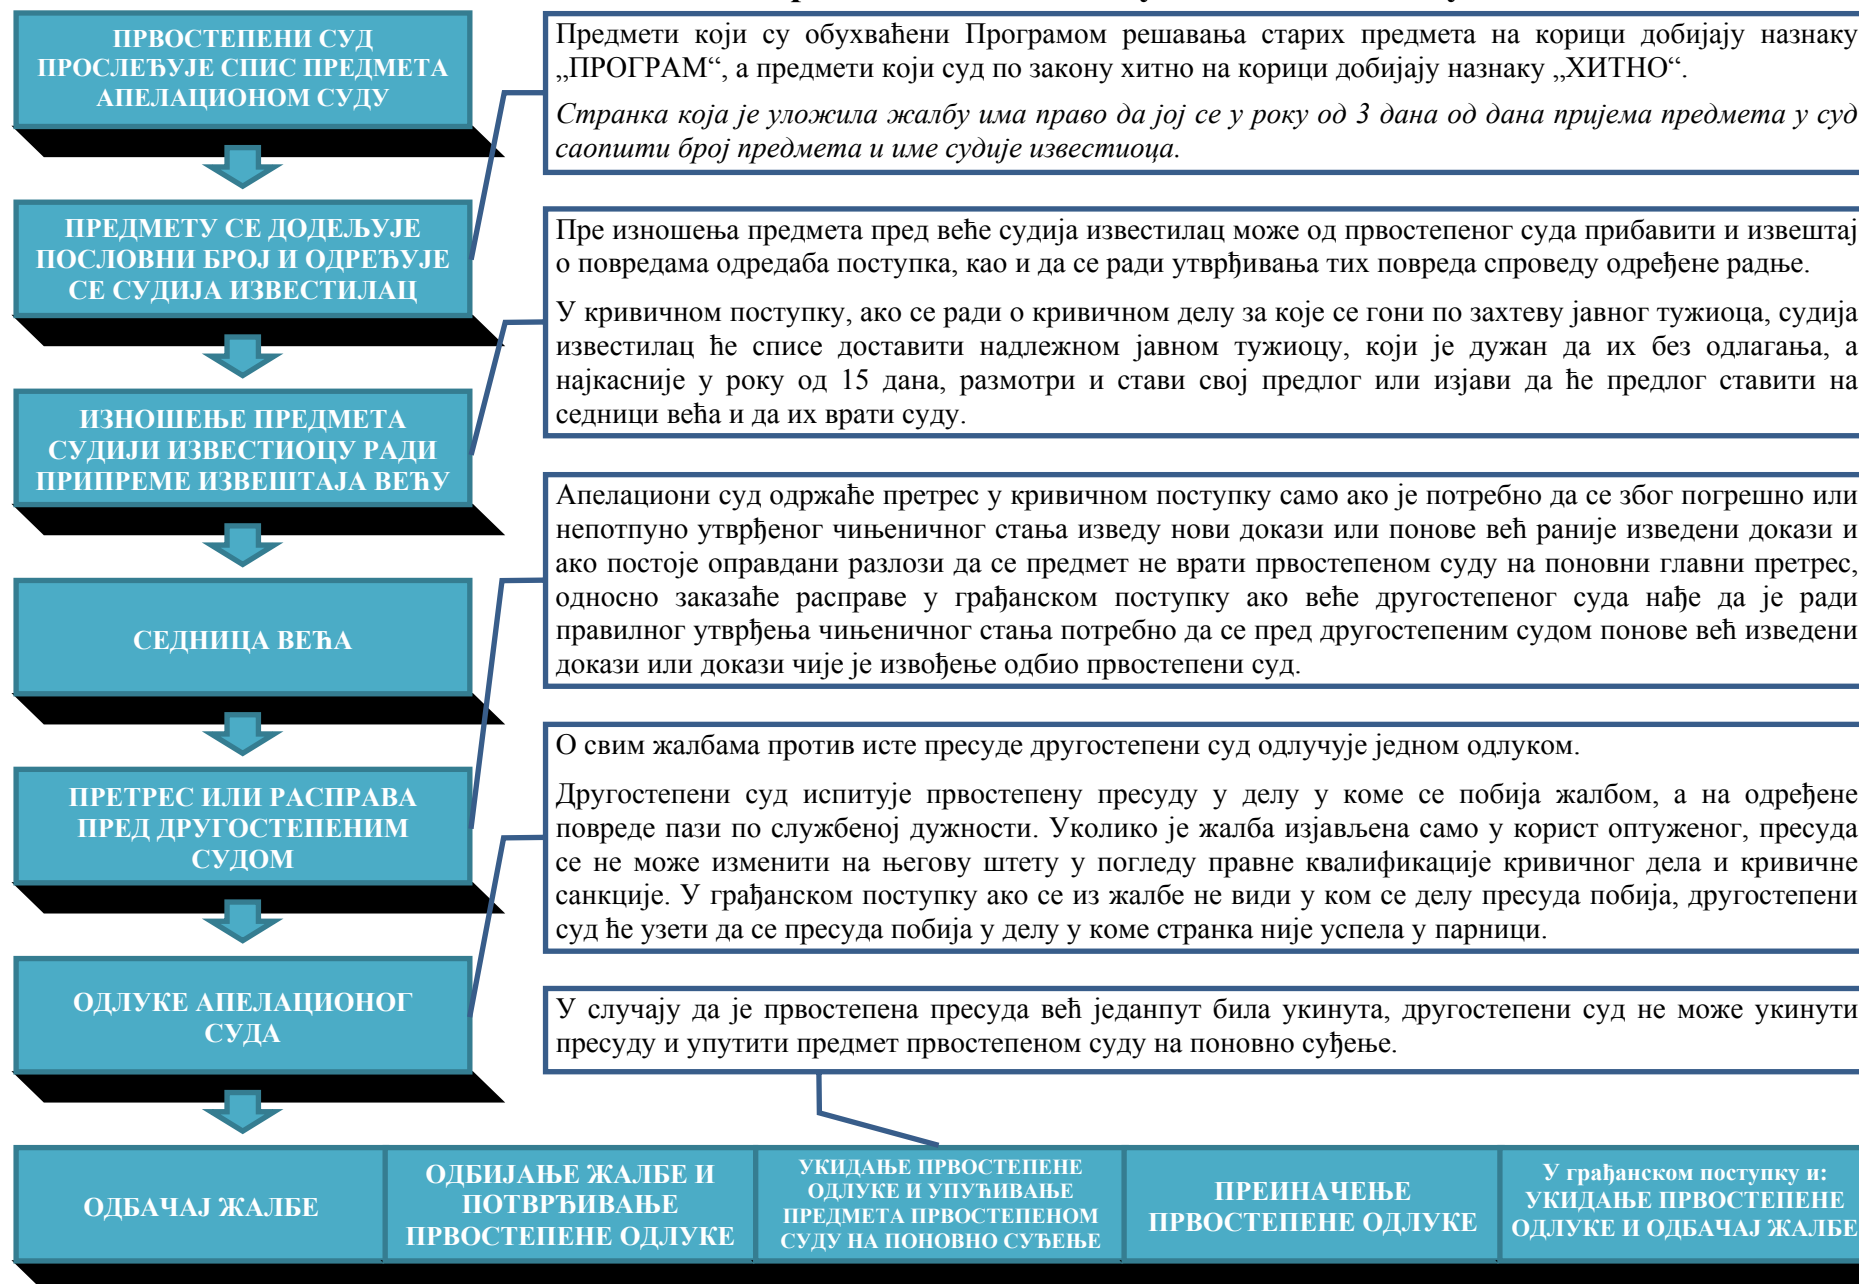 ПРВОСТЕПЕНИ СУД
ПРОСЛЕЂУЈЕ СПИС ПРЕДМЕТА
АПЕЛАЦИОНОМ СУДУ
Предмети који су обухваћени Програмом решавања старих предмета на корици добијају назнаку
„ПРОГРАМ“, а предмети који суд по закону хитно на корици добијају назнаку „ХИТНО“.
Странка која је уложила жалбу има право да јој се у року од 3 дана од дана пријема предмета у суд
саопшти број предмета и име судије известиоца.
ПРЕДМЕТУ СЕ ДОДЕЉУЈЕ
ПОСЛОВНИ БРОЈ И ОДРЕЂУЈЕ
СЕ СУДИЈА ИЗВЕСТИЛАЦ
Пре изношења предмета пред веће судија известилац може од првостепеног суда прибавити и извештај
о повредама одредаба поступка, као и да се ради утврђивања тих повреда спроведу одређене радње.
У кривичном поступку, ако се ради о кривичном делу за које се гони по захтеву јавног тужиоца, судија
известилац ће списе доставити надлежном јавном тужиоцу, који је дужан да их без одлагања, а
најкасније у року од 15 дана, размотри и стави свој предлог или изјави да ће предлог ставити на
седници већа и да их врати суду.
ИЗНОШЕЊЕ ПРЕДМЕТА
СУДИЈИ ИЗВЕСТИОЦУ РАДИ
ПРИПРЕМЕ ИЗВЕШТАЈА ВЕЋУ
Апелациони суд одржаће претрес у кривичном поступку само ако је потребно да се због погрешно или
непотпуно утврђеног чињеничног стања изведу нови докази или понове већ раније изведени докази и
ако постоје оправдани разлози да се предмет не врати првостепеном суду на поновни главни претрес,
односно заказаће расправе у грађанском поступку ако веће другостепеног суда нађе да је ради
правилног утврђења чињеничног стања потребно да се пред другостепеним судом понове већ изведени
докази или докази чије је извођење одбио првостепени суд.
СЕДНИЦА ВЕЋА
ПРЕТРЕС ИЛИ РАСПРАВА
ПРЕД ДРУГОСТЕПЕНИМ
СУДОМ
О свим жалбама против исте пресуде другостепени суд одлучује једном одлуком.
Другостепени суд испитује првостепену пресуду у делу у коме се побија жалбом, а на одређене
повреде пази по службеној дужности. Уколико је жалба изјављена само у корист оптуженог, пресуда
се не може изменити на његову штету у погледу правне квалификације кривичног дела и кривичне
санкције. У грађанском поступку ако се из жалбе не види у ком се делу пресуда побија, другостепени
суд ће узети да се пресуда побија у делу у коме странка није успела у парници.
ОДЛУКЕ АПЕЛАЦИОНОГ
СУДА
У случају да је првостепена пресуда већ једанпут била укинута, другостепени суд не може укинути
пресуду и упутити предмет првостепеном суду на поновно суђење.
ОДБАЧАЈ ЖАЛБЕ
ОДБИЈАЊЕ ЖАЛБЕ И
ПОТВРЂИВАЊЕ
ПРВОСТЕПЕНЕ ОДЛУКЕ
УКИДАЊЕ ПРВОСТЕПЕНЕ
ОДЛУКЕ И УПУЋИВАЊЕ
ПРЕДМЕТА ПРВОСТЕПЕНОМ
СУДУ НА ПОНОВНО СУЂЕЊЕ
ПРЕИНАЧЕЊЕ
ПРВОСТЕПЕНЕ ОДЛУКЕ
У грађанском поступку и:
УКИДАЊЕ ПРВОСТЕПЕНЕ
ОДЛУКЕ И ОДБАЧАЈ ЖАЛБЕ